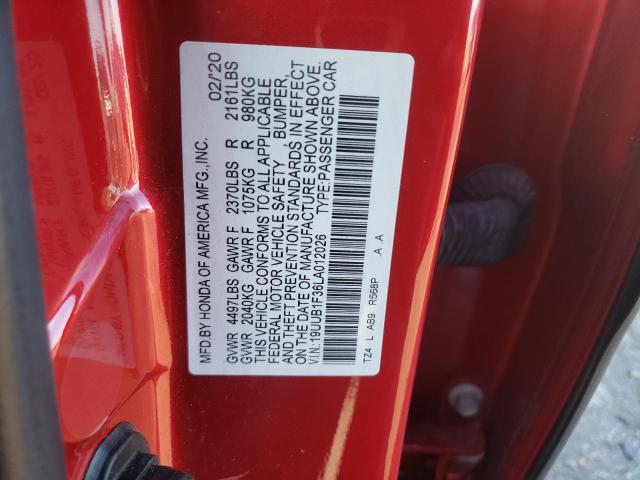 MFD.BY HONDA OF AMERICA MFG.,INC. 02/'20
GVWR 4497LBS GAWR F 2370LBS R 2161LBS
GVWR 2040KG GAWR F 1075KG R 980KG
THIS VEHICLE CONFORMS TO ALL APPLICABLE
FEDERAL MOTOR VEHICLE SAFETY BUMPER,
AND THEFT PREVENTION STANDARDS IN EFFECT
ON THE DATE OF MANUFACTURE SHOWN ABOVE.
V.I.N.:19UUB1F36LA012026 TYPE:PASSENGER CAR
TZ4 L AB9 R568P .A .A